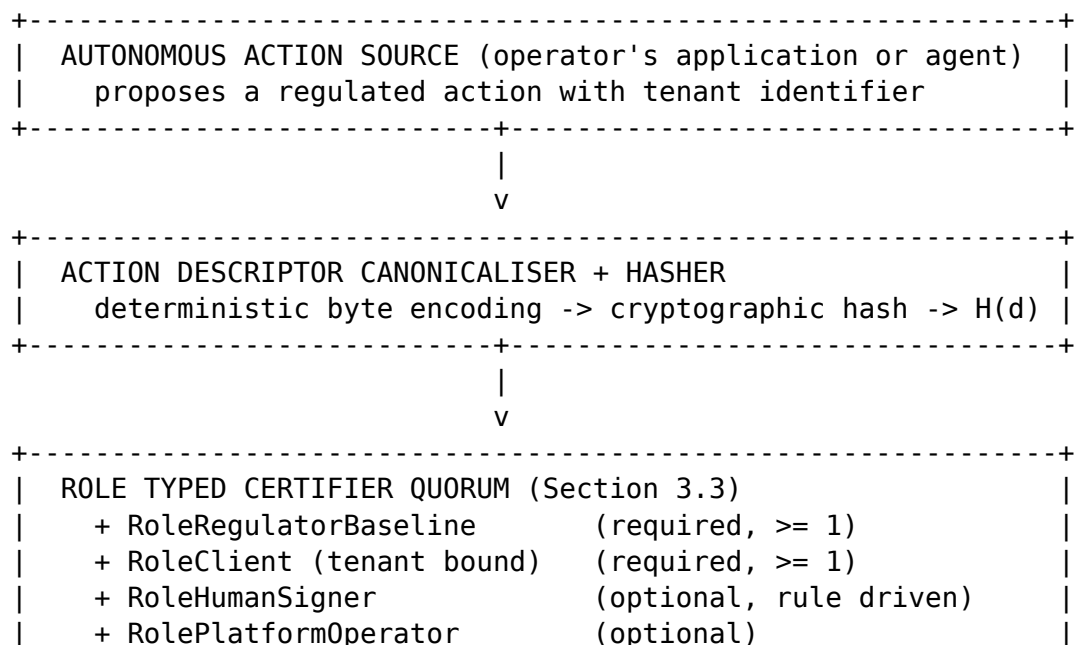 AUTONOMOUS ACTION SOURCE (operator's application or agent)
proposes a regulated action with tenant identifier
ACTION DESCRIPTOR CANONICALISER + HASHER
deterministic byte encoding -> cryptographic hash -> H(d)
ROLE TYPED CERTIFIER QUORUM (Section 3.3)
+ RoleRegulatorBaseline (required, >= 1)
+ RoleClient (tenant bound) (required, >= 1)
+ RoleHumanSigner (optional, rule driven)
+ RolePlatformOperator (optional)